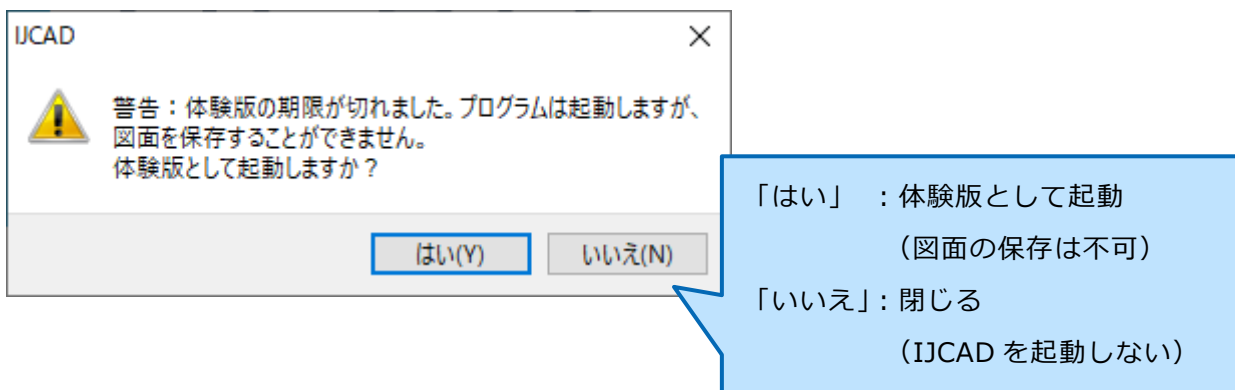 IJCAD
警告：体験版の期限が切れました。プログラムは起動しますが、
図面を保存することができません。
体験版として起動しますか？
はい(Y)
いいえ(N)
「はい」　：体験版として起動
（図面の保存は不可）
「いいえ」：閉じる
（IJCAD を起動しない）